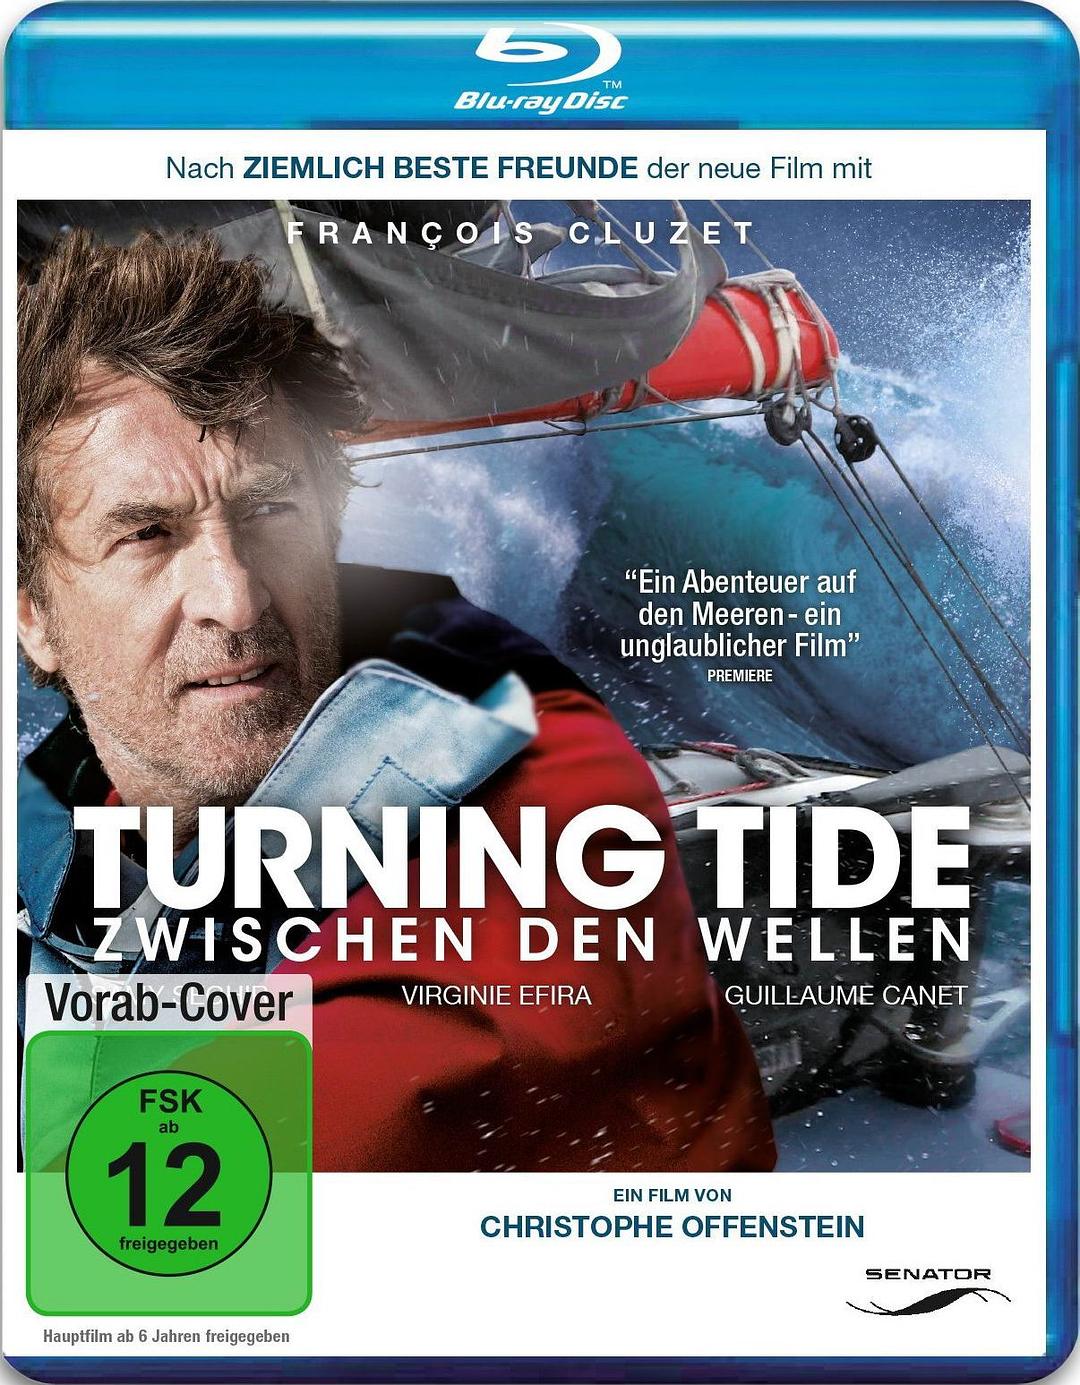 Blu-ray Disc™
Nach ZIEMLICH BESTE FREUNDE der neue Film mit
FRANÇOIS CLUZET
“Ein Abenteuer auf
den Meeren - ein
unglaublicher Film”
PREMIERE
TURNING TIDE
ZWISCHEN DEN WELLEN
VIRGINIE EFIRA GUILLAUME CANET
Vorab-Cover
FSK
ab
12
freigegeben
Hauptfilm ab 6 Jahren freigegeben
EIN FILM VON
CHRISTOPHE OFFENSTEIN
SENATOR